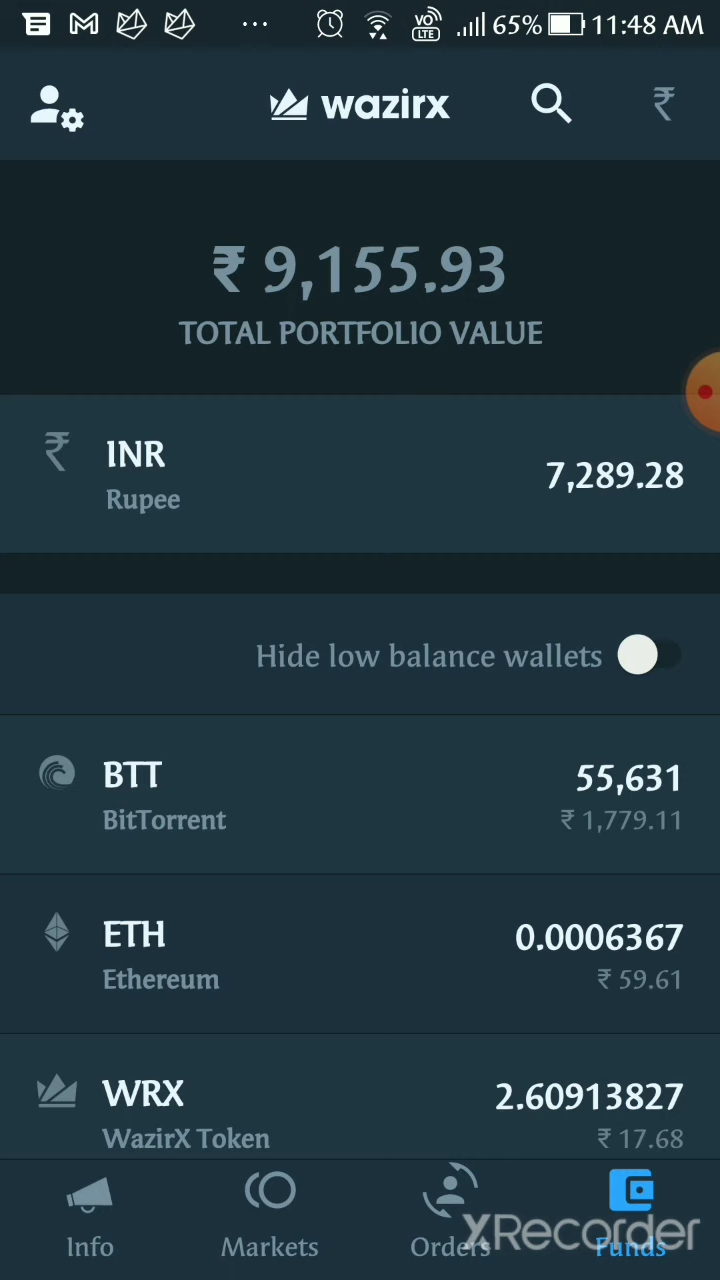 ... VO LTE 65% 11:48 AM
wazirx ₹
₹ 9,155.93
TOTAL PORTFOLIO VALUE
₹ INR 7,289.28
Rupee
Hide low balance wallets
BTT 55,631
BitTorrent ₹ 1,779.11
ETH 0.0006367
Ethereum ₹ 59.61
WRX 2.60913827
WazirX Token ₹ 17.68
Info Markets Orders Funds
XRecorder